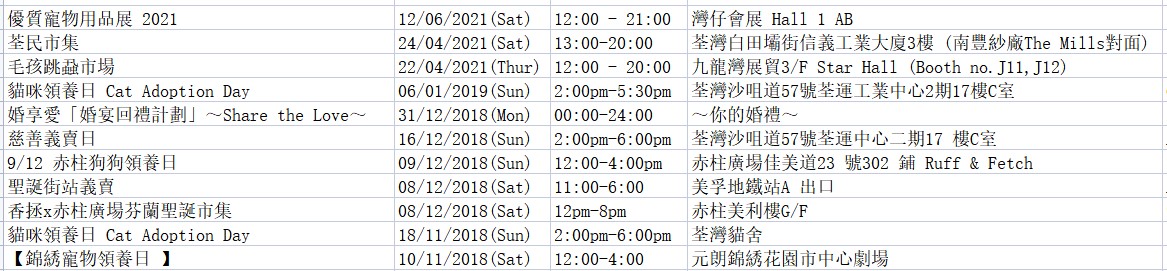 優質寵物用品展 2021 12/06/2021(Sat) 12:00 - 21:00 灣仔會展 Hall 1 AB
荃民市集 24/04/2021(Sat) 13:00-20:00 荃灣白田壩街信義工業大廈3樓 (南豐紗廠The Mills對面)
毛孩跳蝨市場 22/04/2021(Thur) 12:00 - 20:00 九龍灣展貿3/F Star Hall (Booth no.J11,J12)
貓咪領養日 Cat Adoption Day 06/01/2019(Sun) 2:00pm-5:30pm 荃灣沙咀道57號荃運工業中心2期17樓C室
婚享愛「婚宴回禮計劃」～Share the Love～ 31/12/2018(Mon) 00:00-24:00 ～你的婚禮～
慈善義賣日 16/12/2018(Sun) 2:00pm-6:00pm 荃灣沙咀道57號荃運中心二期17 樓C室
9/12 赤柱狗狗領養日 09/12/2018(Sun) 12:00-4:00pm 赤柱廣場佳美道23 號302 鋪 Ruff & Fetch
聖誕街站義賣 08/12/2018(Sat) 11:00-6:00 美孚地鐵站A 出口
香拯x赤柱廣場芬蘭聖誕市集 08/12/2018(Sat) 12pm-8pm 赤柱美利樓G/F
貓咪領養日 Cat Adoption Day 18/11/2018(Sun) 2:00pm-6:00pm 荃灣貓舍
【錦綉寵物領養日 】 10/11/2018(Sat) 12:00-4:00 元朗錦綉花園市中心劇場